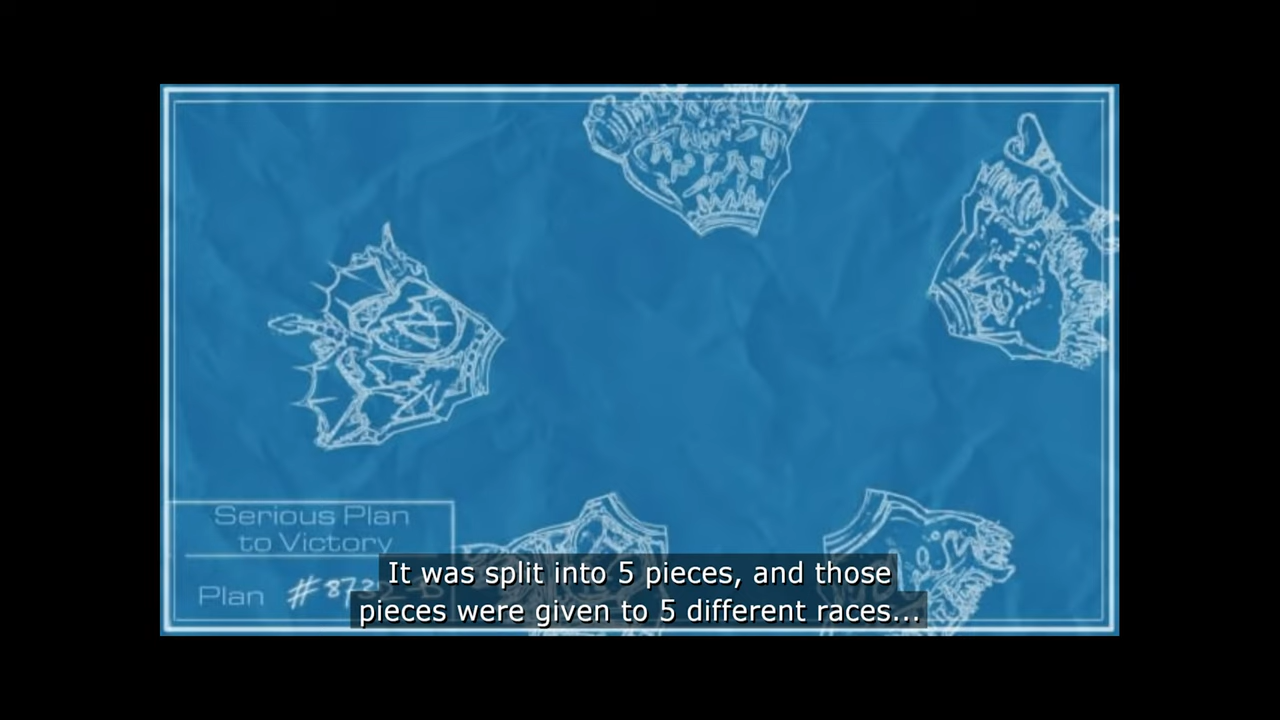 Serious Plan
to Victory
Plan
It was split into 5 pieces, and those
pieces were given to 5 different races...